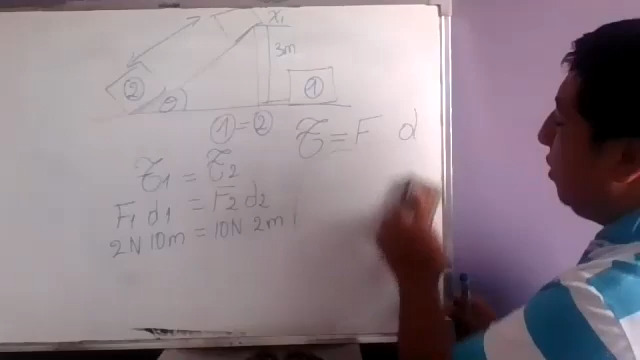 x₁
3m
②
θ
①
① = ②
τ = F d
τ₁ = τ₂
F₁ d₁ = F₂ d₂
2N 10m = 10N 2m